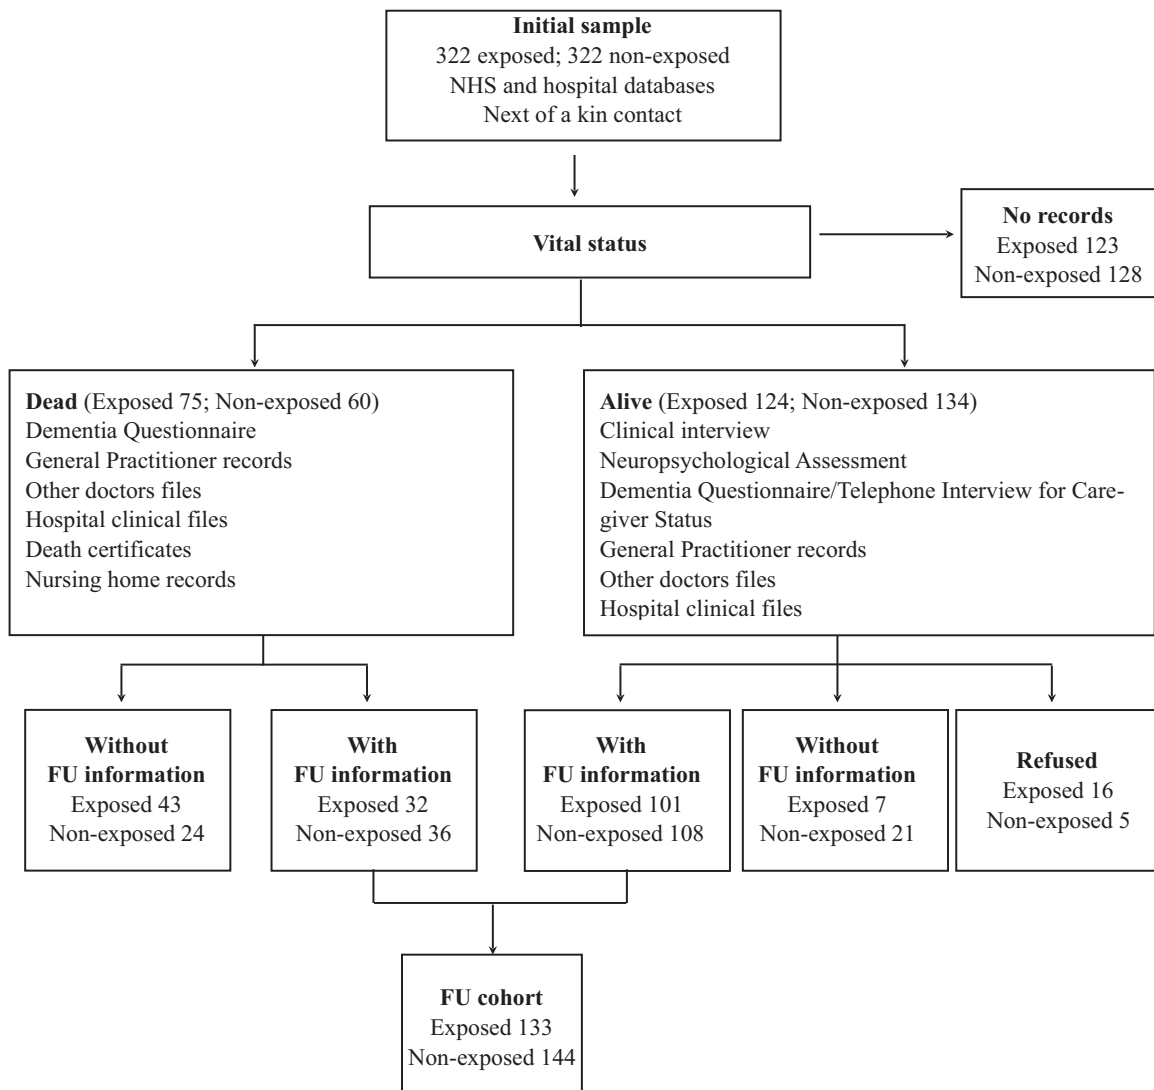 Initial sample
322 exposed; 322 non-exposed
NHS and hospital databases
Next of a kin contact
Vital status
No records
Exposed 123
Non-exposed 128
Dead (Exposed 75; Non-exposed 60)
Dementia Questionnaire
General Practitioner records
Other doctors files
Hospital clinical files
Death certificates
Nursing home records
Alive (Exposed 124; Non-exposed 134)
Clinical interview
Neuropsychological Assessment
Dementia Questionnaire/Telephone Interview for Care-
giver Status
General Practitioner records
Other doctors files
Hospital clinical files
Without
FU information
Exposed 43
Non-exposed 24
With
FU information
Exposed 32
Non-exposed 36
With
FU information
Exposed 101
Non-exposed 108
Without
FU information
Exposed 7
Non-exposed 21
Refused
Exposed 16
Non-exposed 5
FU cohort
Exposed 133
Non-exposed 144